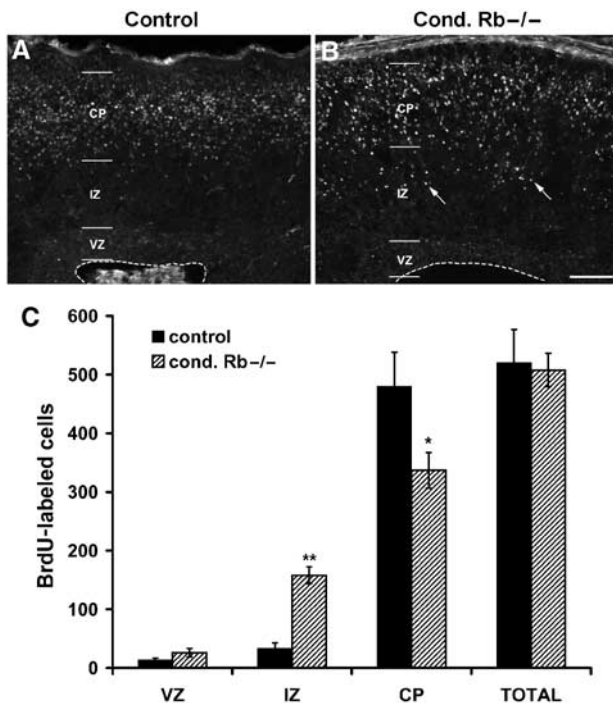 Control
Cond. Rb−/−
A
B
CP
CP
IZ
IZ
VZ
VZ
C
600
500
400
300
200
100
0
BrdU-labeled cells
control
cond. Rb−/−
**
*
VZ
IZ
CP
TOTAL